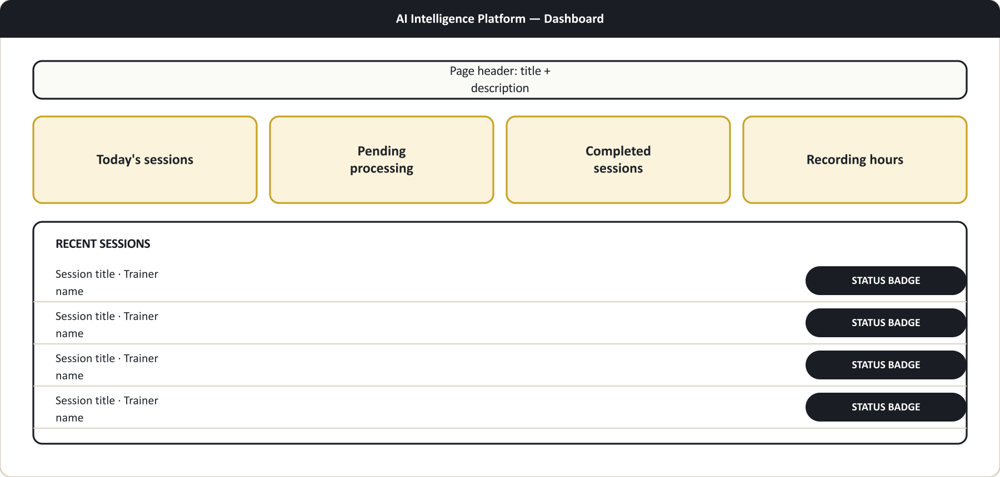 AI Intelligence Platform — Dashboard
Page header: title +
description
Today's sessions
Pending
processing
Completed
sessions
Recording hours
RECENT SESSIONS
Session title · Trainer
name
STATUS BADGE
Session title · Trainer
name
STATUS BADGE
Session title · Trainer
name
STATUS BADGE
Session title · Trainer
name
STATUS BADGE